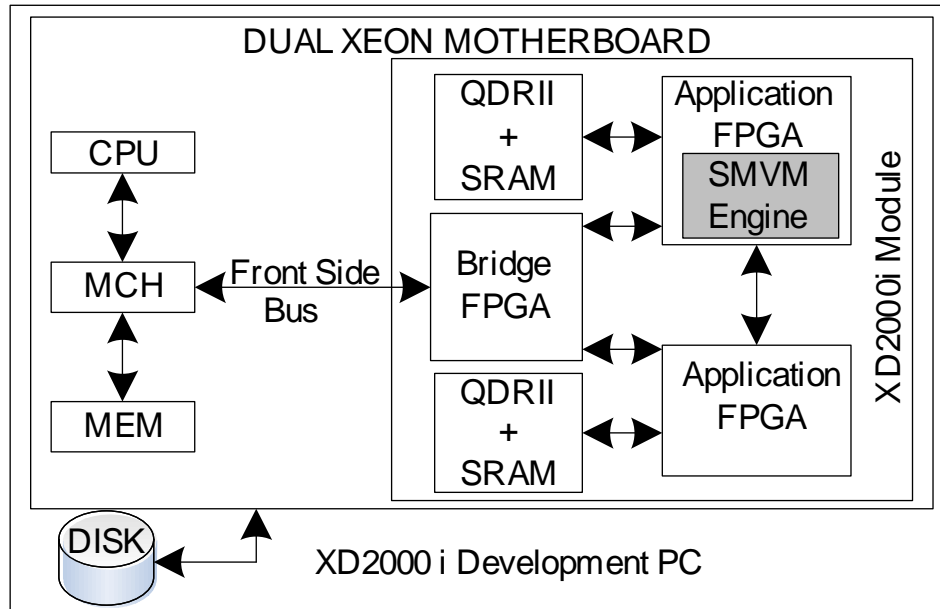 DUAL XEON MOTHERBOARD
CPU
MCH
MEM
Front Side
Bus
QDRII
+
SRAM
Bridge
FPGA
QDRII
+
SRAM
Application
FPGA
SMVM
Engine
Application
FPGA
XD2000i Module
DISK
XD2000 i Development PC